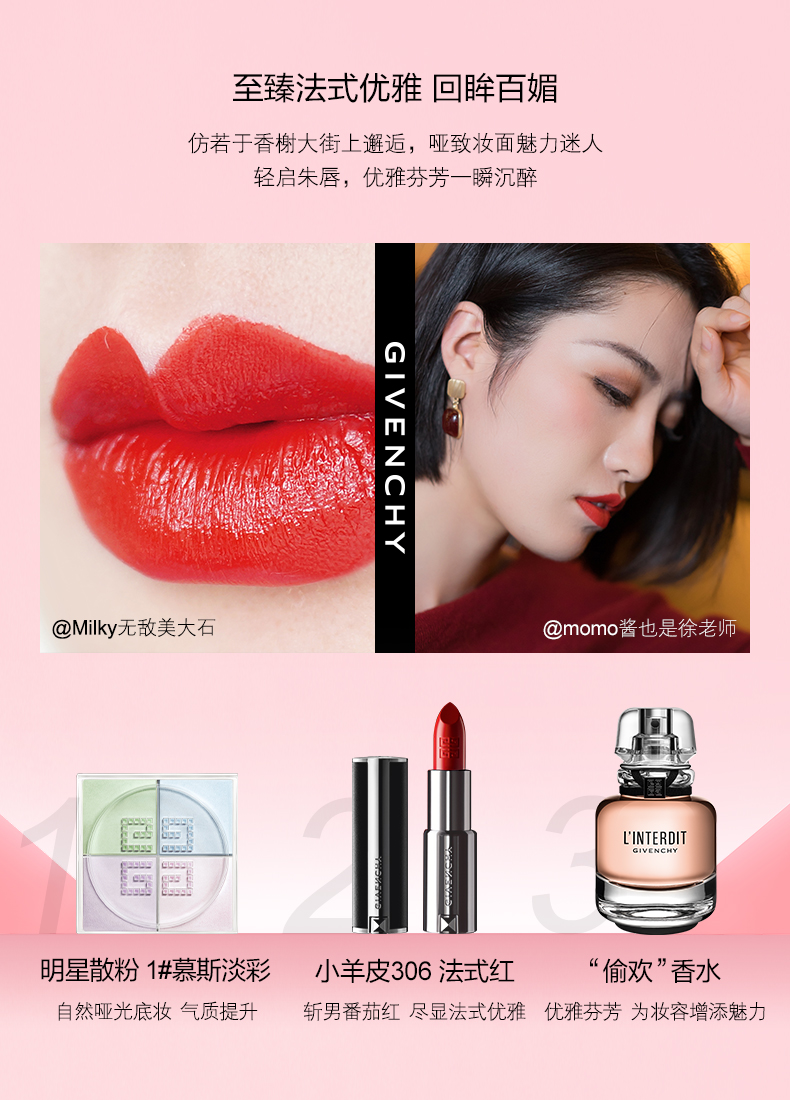 至臻法式优雅 回眸百媚
仿若于香榭大街上邂逅，哑致妆面魅力迷人
轻启朱唇，优雅芬芳一瞬沉醉
GIVENCHY
@Milky无敌美大石
@momo酱也是徐老师
1
2
3
GIVENCHY
GIVENCHY
L'INTERDIT
GIVENCHY
明星散粉 1#慕斯淡彩
自然哑光底妆 气质提升
小羊皮306 法式红
斩男番茄红 尽显法式优雅
“偷欢”香水
优雅芬芳 为妆容增添魅力